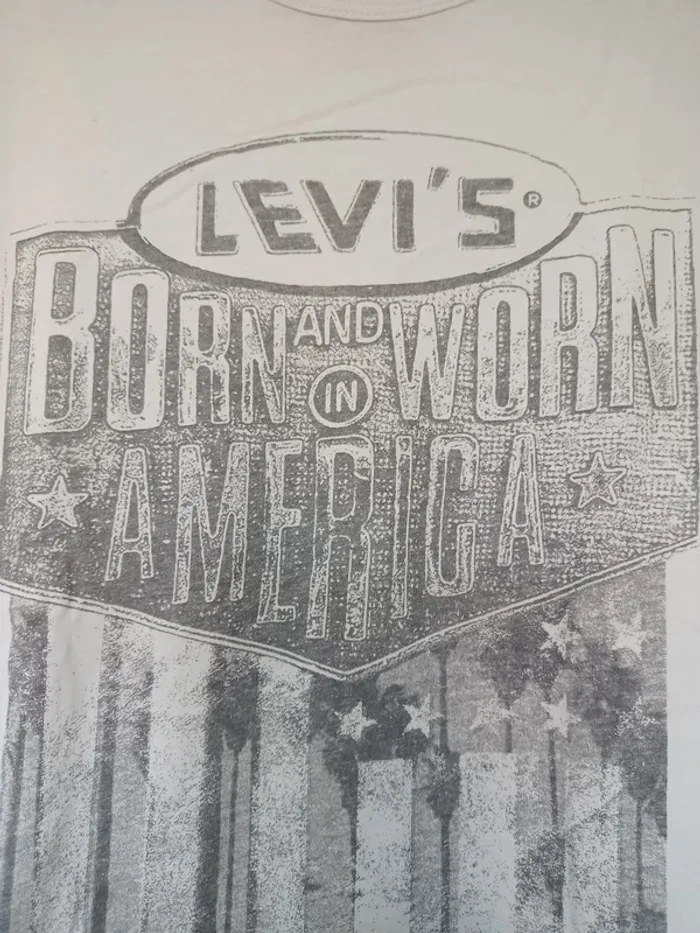 LEVI'S®
BORN AND WORN
IN
AMERICA